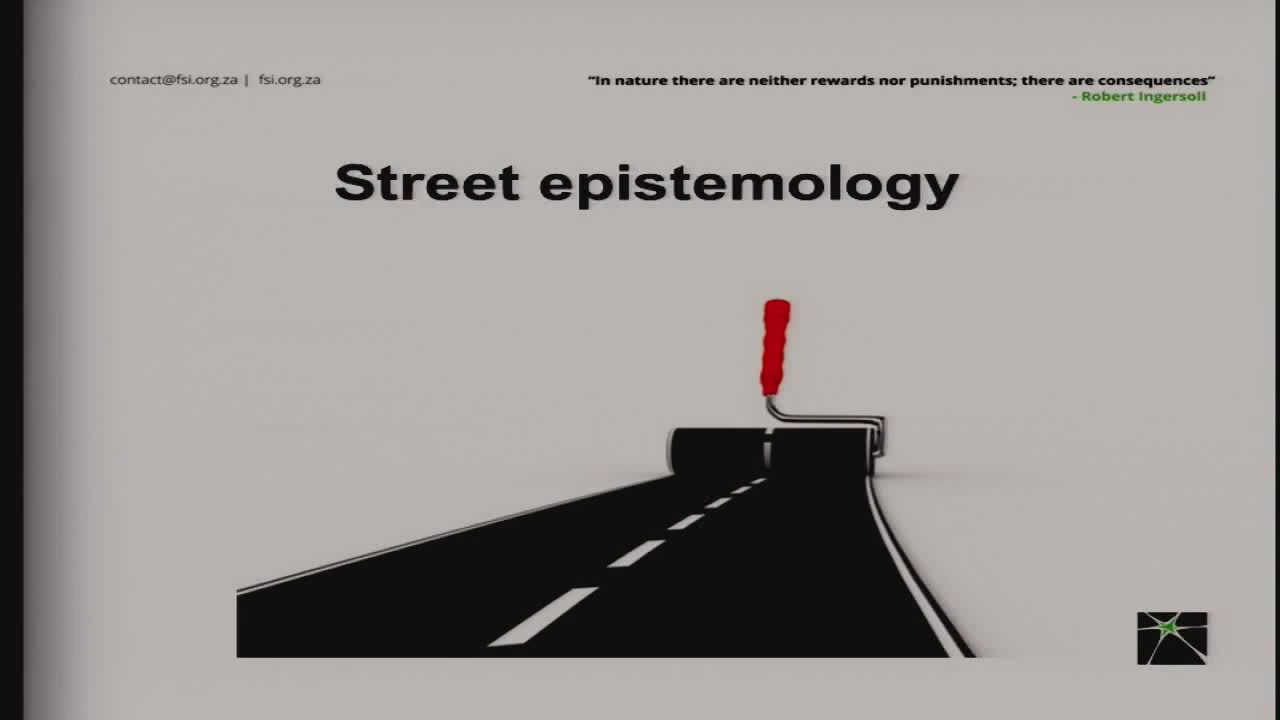 contact@fsi.org.za | fsi.org.za
“In nature there are neither rewards nor punishments; there are consequences”
- Robert Ingersoll
Street epistemology